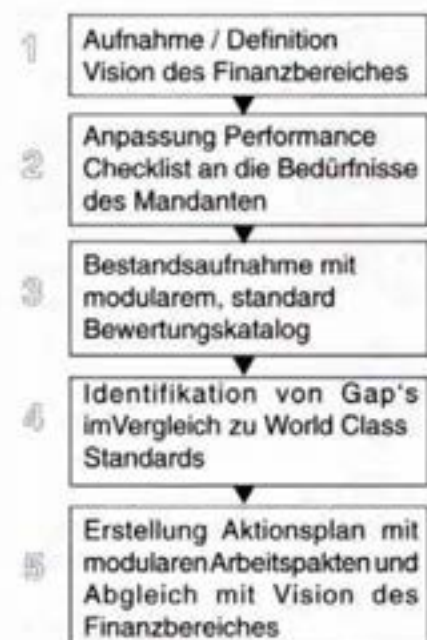 1
Aufnahme / Definition
Vision des Finanzbereiches
2
Anpassung Performance
Checklist an die Bedürfnisse
des Mandanten
3
Bestandsaufnahme mit
modularem, standard
Bewertungskatalog
4
Identifikation von Gap's
imVergleich zu World Class
Standards
5
Erstellung Aktionsplan mit
modularen Arbeitspakten und
Abgleich mit Vision des
Finanzbereiches